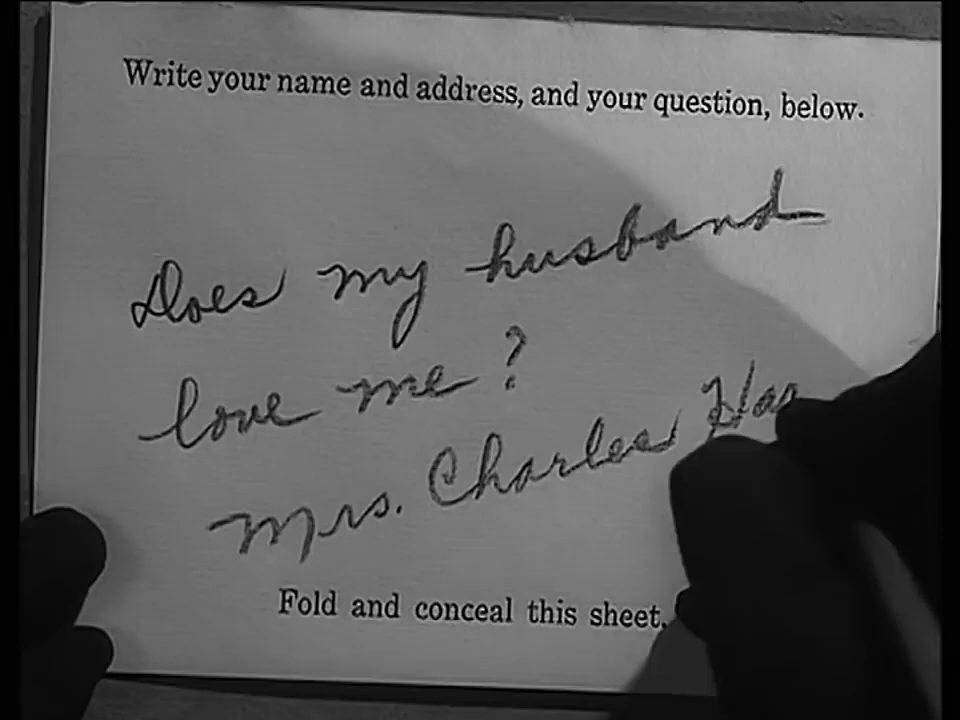 Write your name and address, and your question, below.
Does my husband
love me?
Mrs. Charles
Fold and conceal this sheet.